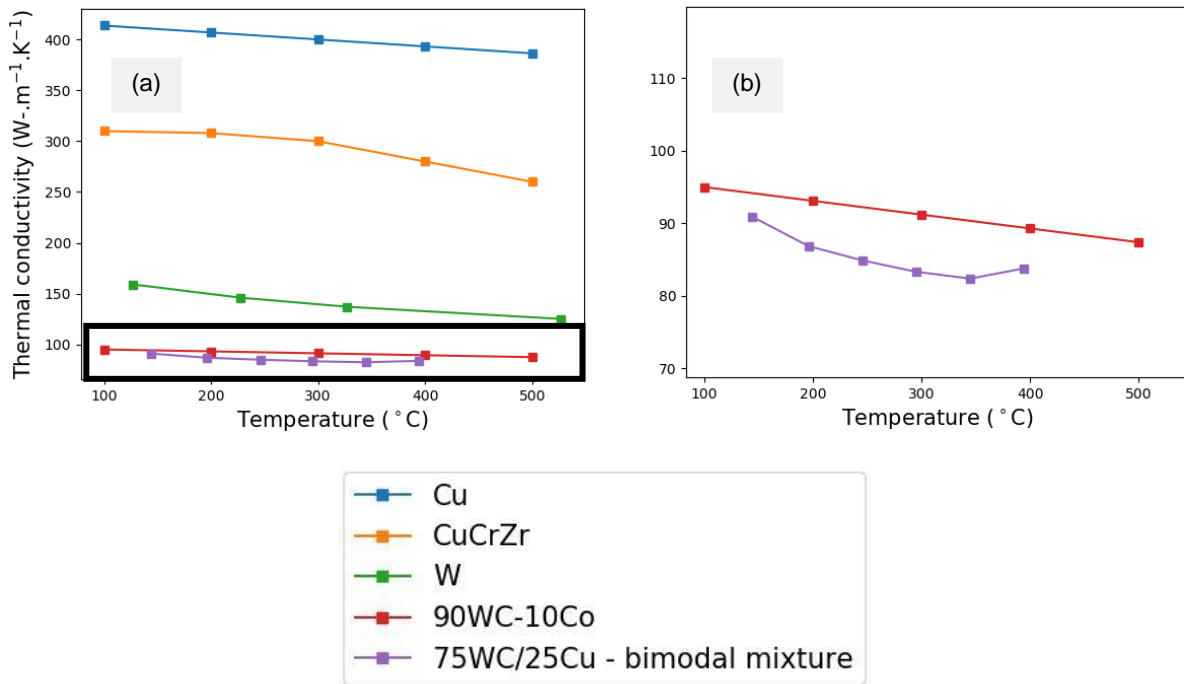 Thermal conductivity (W-.m⁻¹.K⁻¹)
400
350
300
250
200
150
100
(a)
100 200 300 400 500
Temperature (°C)
110
100
90
80
70
(b)
100 200 300 400 500
Temperature (°C)
Cu
CuCrZr
W
90WC-10Co
75WC/25Cu - bimodal mixture